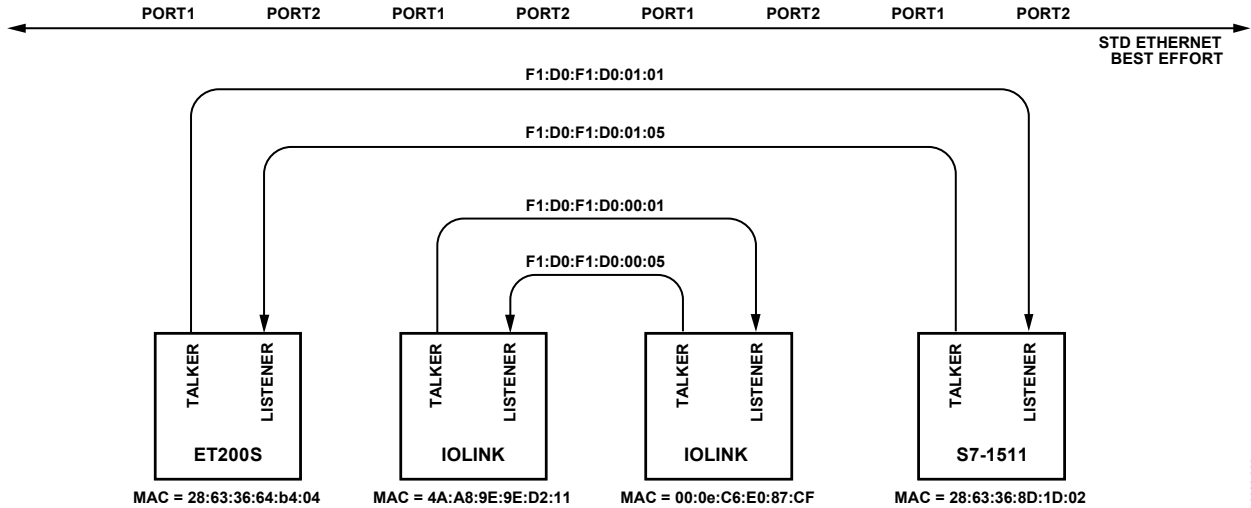 PORT1 PORT2 PORT1 PORT2 PORT1 PORT2 PORT1 PORT2
STD ETHERNET
BEST EFFORT
F1:D0:F1:D0:01:01
F1:D0:F1:D0:01:05
F1:D0:F1:D0:00:01
F1:D0:F1:D0:00:05
TALKER LISTENER TALKER LISTENER TALKER LISTENER TALKER LISTENER
ET200S IOLINK IOLINK S7-1511
MAC = 28:63:36:64:b4:04 MAC = 4A:A8:9E:9E:D2:11 MAC = 00:0e:C6:E0:87:CF MAC = 28:63:36:8D:1D:02